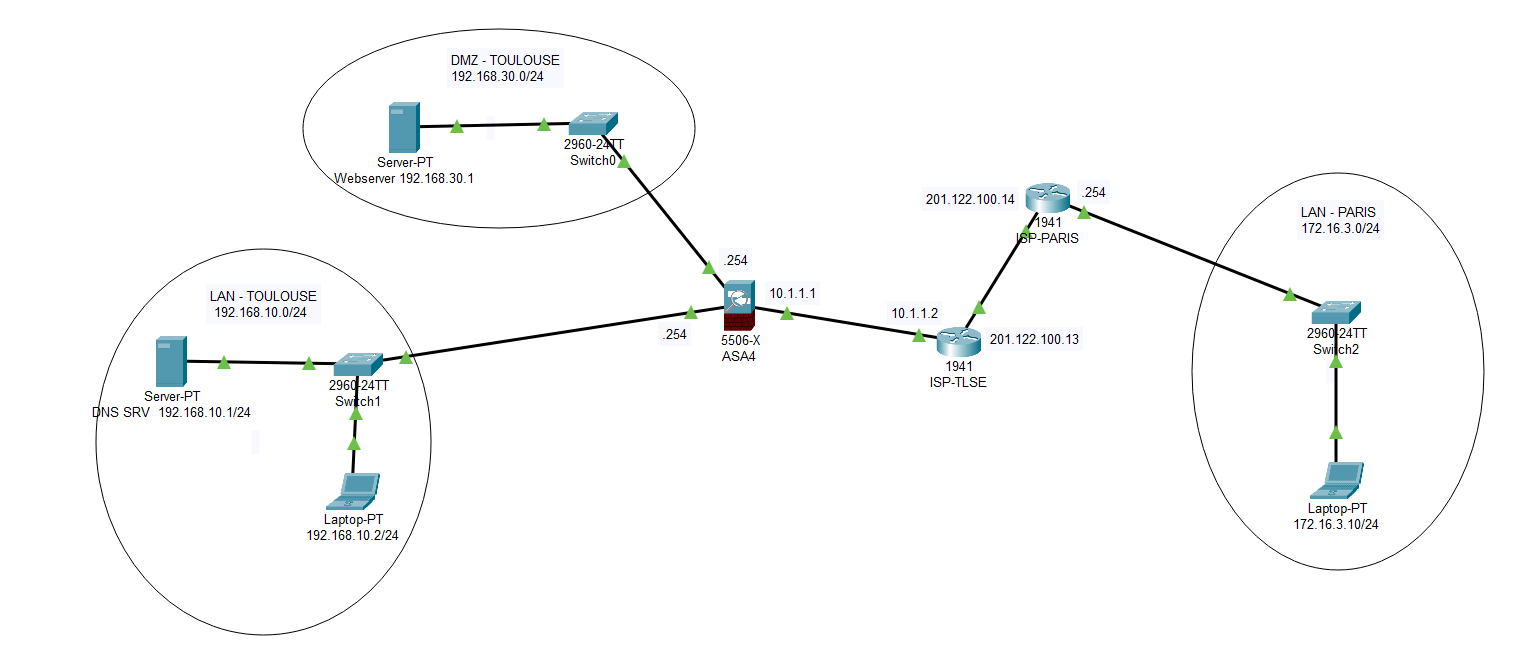 DMZ - TOULOUSE
192.168.30.0/24
2960-24TT
Switch0
Server-PT
Webserver 192.168.30.1
.254
201.122.100.14
.254
1941
ISP-PARIS
LAN - PARIS
172.16.3.0/24
LAN - TOULOUSE
192.168.10.0/24
10.1.1.1
10.1.1.2
.254
5506-X
ASA4
201.122.100.13
1941
ISP-TLSE
2960-24TT
Switch2
2960-24TT
Switch1
Server-PT
DNS SRV 192.168.10.1/24
Laptop-PT
192.168.10.2/24
Laptop-PT
172.16.3.10/24